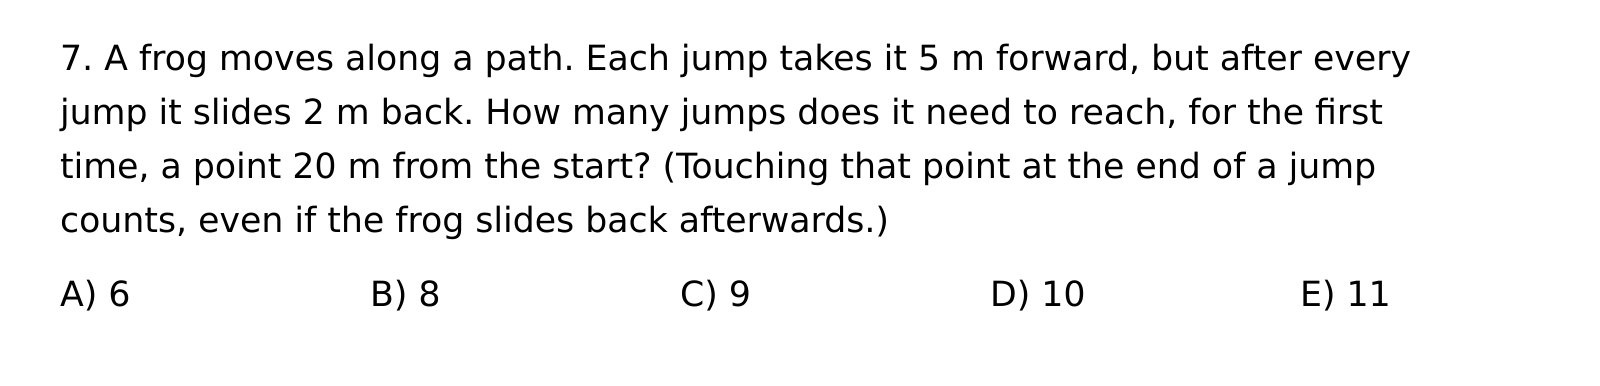 7. A frog moves along a path. Each jump takes it 5 m forward, but after every
jump it slides 2 m back. How many jumps does it need to reach, for the first
time, a point 20 m from the start? (Touching that point at the end of a jump
counts, even if the frog slides back afterwards.)
A) 6 B) 8 C) 9 D) 10 E) 11